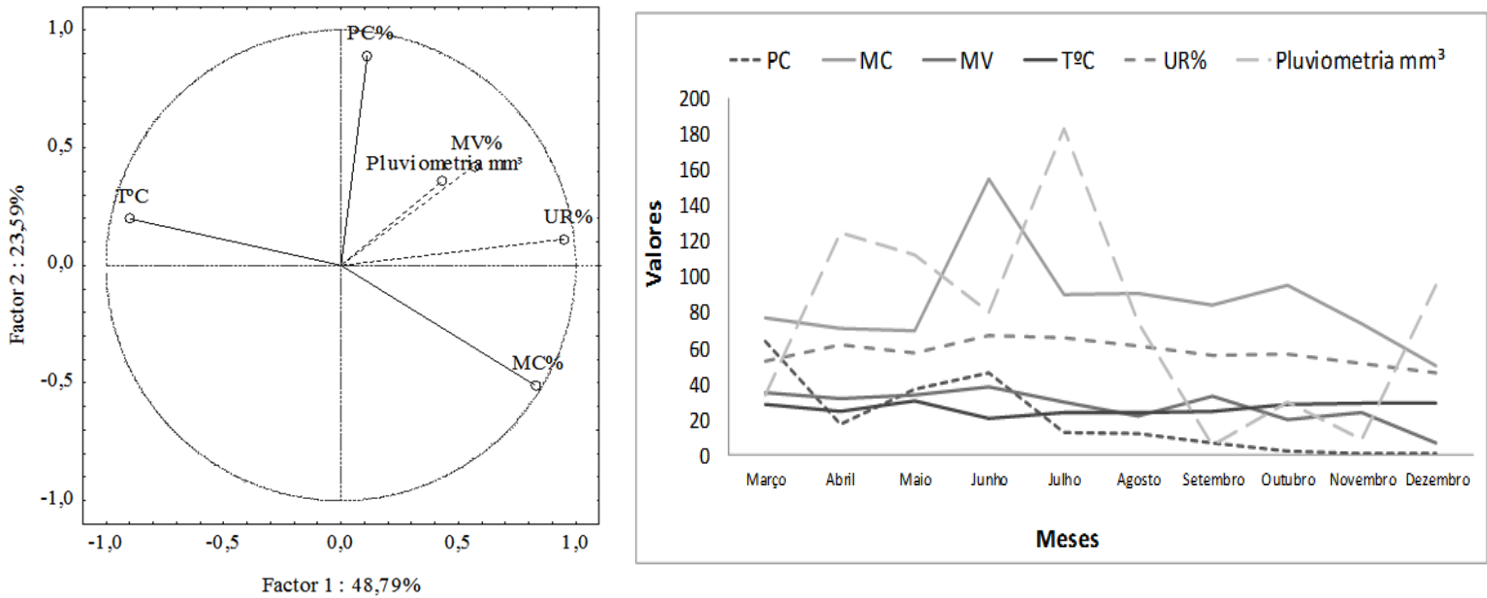 1,0
0,5
0,0
-0,5
-1,0
Factor 2 : 23,59%
PC%
MV%
Pluviometria mm³
TºC
UR%
MC%
-1,0 -0,5 0,0 0,5 1,0
Factor 1 : 48,79%
PC MC MV TºC UR% Pluviometria mm³
200
180
160
140
120
100
80
60
40
20
0
Valores
Março Abril Maio Junho Julho Agosto Setembro Outubro Novembro Dezembro
Meses